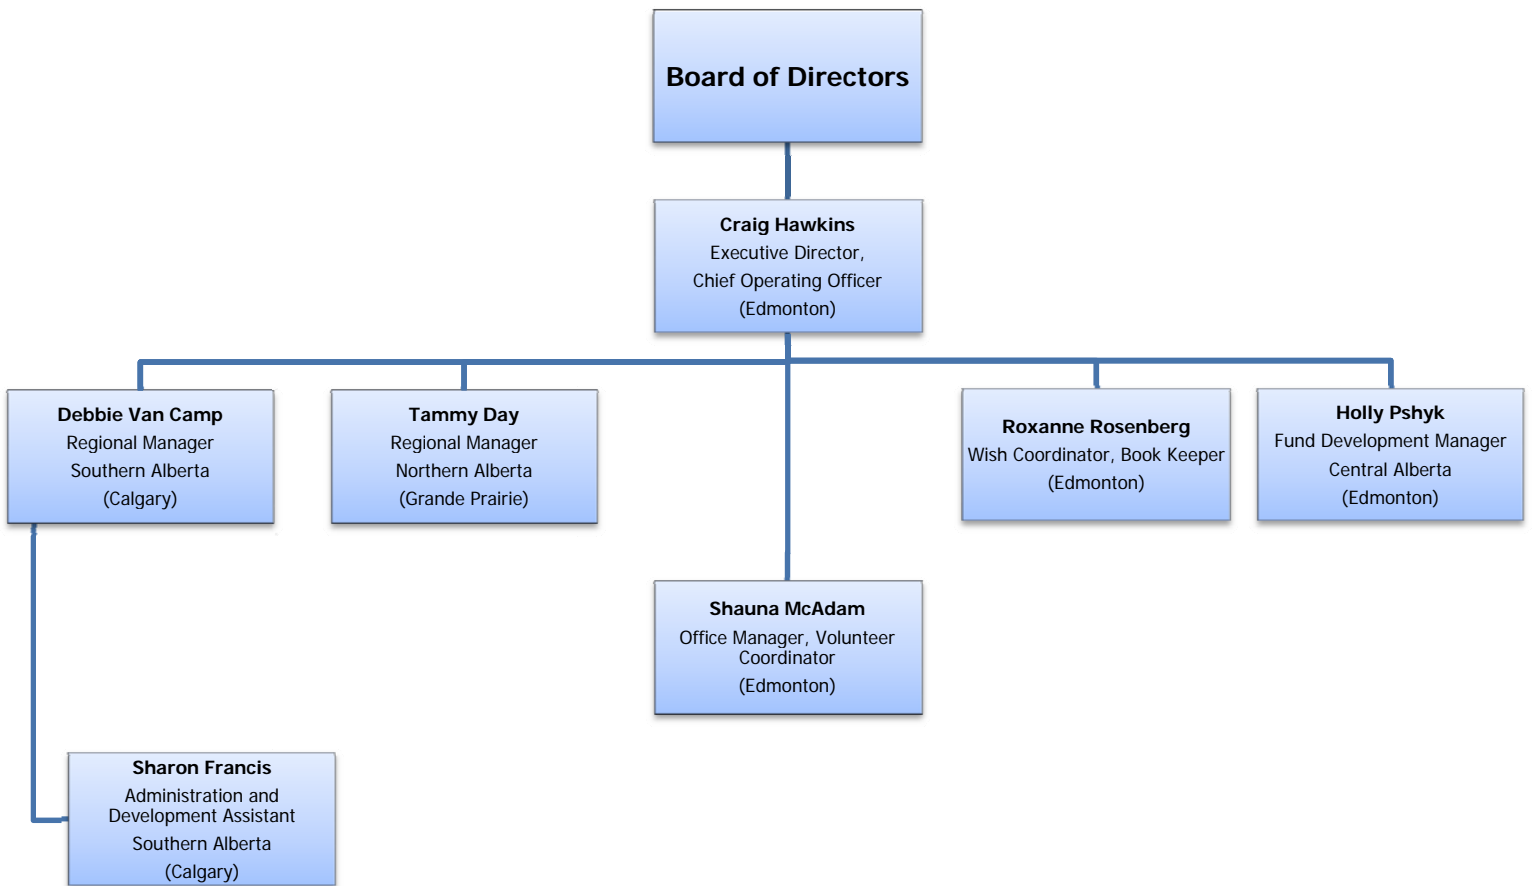 Board of Directors
Craig Hawkins
Executive Director,
Chief Operating Officer
(Edmonton)
Debbie Van Camp
Regional Manager
Southern Alberta
(Calgary)
Tammy Day
Regional Manager
Northern Alberta
(Grande Prairie)
Roxanne Rosenberg
Wish Coordinator, Book Keeper
(Edmonton)
Holly Pshyk
Fund Development Manager
Central Alberta
(Edmonton)
Shauna McAdam
Office Manager, Volunteer
Coordinator
(Edmonton)
Sharon Francis
Administration and
Development Assistant
Southern Alberta
(Calgary)